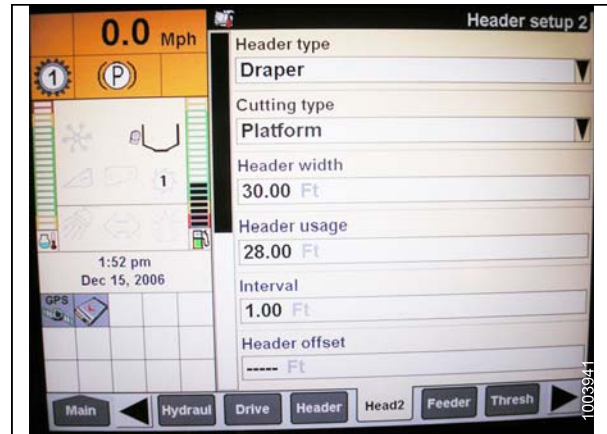 0.0 Mph
1
(P)
1
1:52 pm
Dec 15, 2006
GPS
Header setup 2
Header type
Draper
Cutting type
Platform
Header width
30.00 Ft
Header usage
28.00 Ft
Interval
1.00 Ft
Header offset
----- Ft
Main
Hydraul
Drive
Header
Head2
Feeder
Thresh
1003941